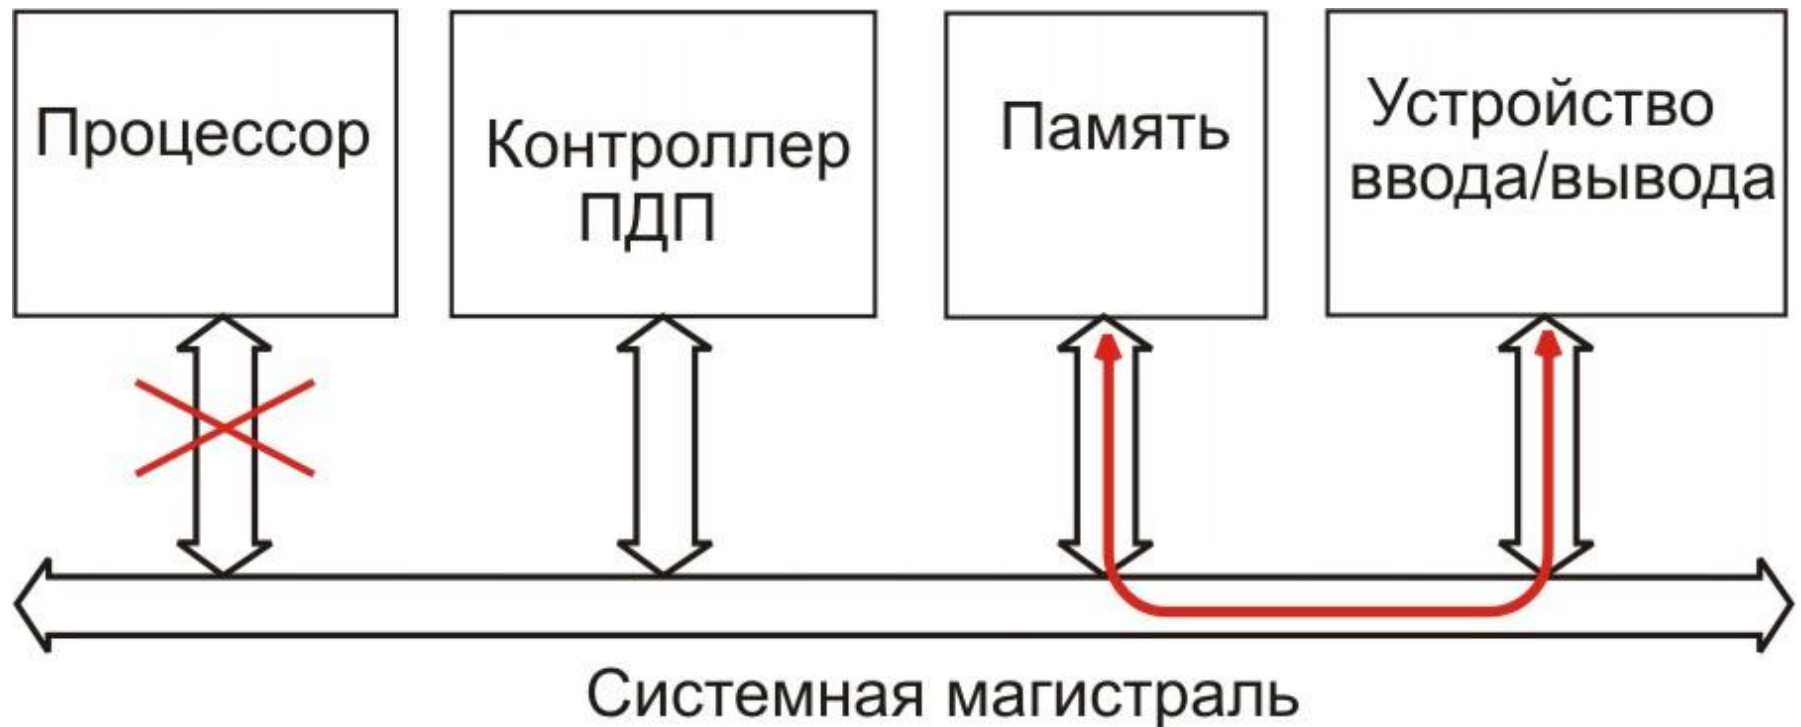 Процессор
Контроллер
ПДП
Память
Устройство
ввода/вывода
Системная магистраль